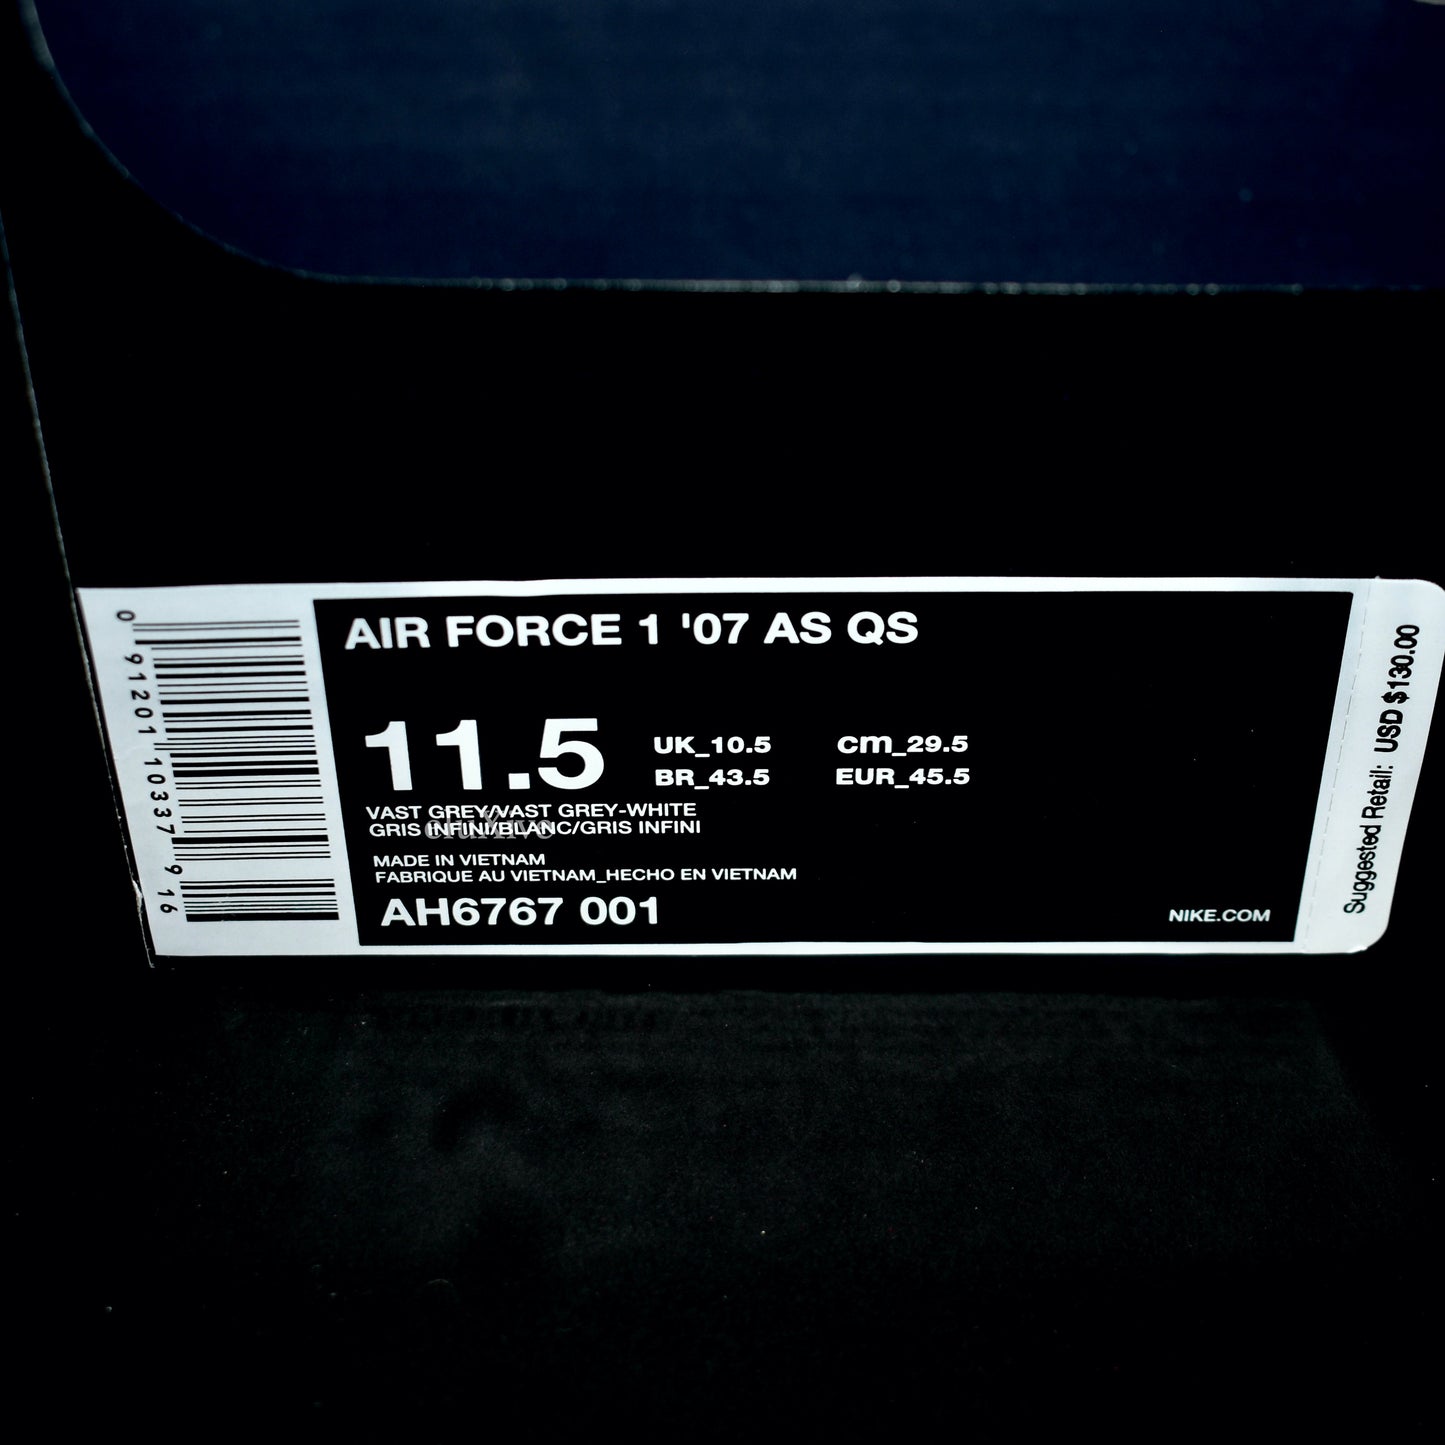 AIR FORCE 1 '07 AS QS
11.5
UK_10.5 cm_29.5
BR_43.5 EUR_45.5
VAST GREY/VAST GREY-WHITE
GRIS INFINI/BLANC/GRIS INFINI
MADE IN VIETNAM
FABRIQUE AU VIETNAM_HECHO EN VIETNAM
AH6767 001
NIKE.COM
0 91201 10337 9 16
Suggested Retail: USD $130.00